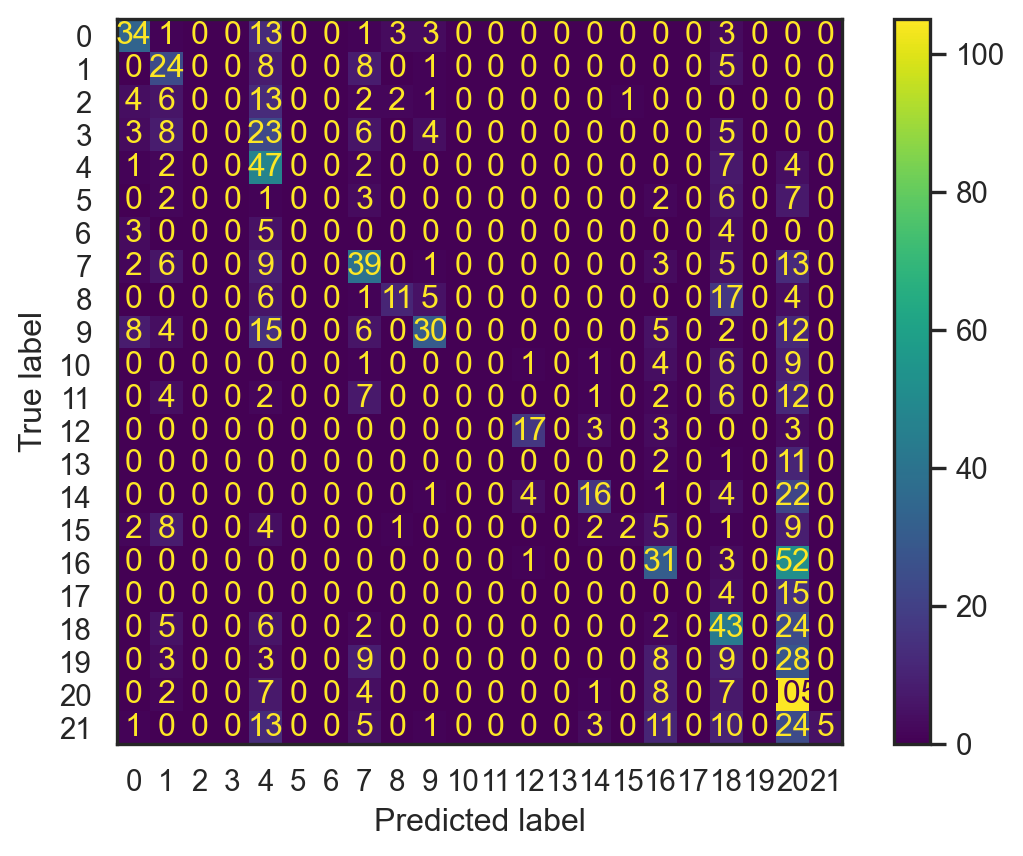 0 34 1 0 0 13 0 0 1 3 3 0 0 0 0 0 0 0 0 3 0 0 0
1 0 24 0 0 8 0 0 8 0 1 0 0 0 0 0 0 0 0 5 0 0 0
2 4 6 0 0 13 0 0 2 2 1 0 0 0 0 0 1 0 0 0 0 0 0
3 3 8 0 0 23 0 0 6 0 4 0 0 0 0 0 0 0 0 5 0 0 0
4 1 2 0 0 47 0 0 2 0 0 0 0 0 0 0 0 0 0 7 0 4 0
5 0 2 0 0 1 0 0 3 0 0 0 0 0 0 0 0 2 0 6 0 7 0
6 3 0 0 0 5 0 0 0 0 0 0 0 0 0 0 0 0 0 4 0 0 0
7 2 6 0 0 9 0 0 39 0 1 0 0 0 0 0 0 3 0 5 0 13 0
8 0 0 0 0 6 0 0 1 11 5 0 0 0 0 0 0 0 0 17 0 4 0
9 8 4 0 0 15 0 0 6 0 30 0 0 0 0 0 0 5 0 2 0 12 0
10 0 0 0 0 0 0 0 1 0 0 0 0 1 0 1 0 4 0 6 0 9 0
11 0 4 0 0 2 0 0 7 0 0 0 0 0 0 1 0 2 0 6 0 12 0
12 0 0 0 0 0 0 0 0 0 0 0 0 17 0 3 0 3 0 0 0 3 0
13 0 0 0 0 0 0 0 0 0 0 0 0 0 0 0 0 2 0 1 0 11 0
14 0 0 0 0 0 0 0 0 0 1 0 0 4 0 16 0 1 0 4 0 22 0
15 2 8 0 0 4 0 0 0 1 0 0 0 0 0 2 2 5 0 1 0 9 0
16 0 0 0 0 0 0 0 0 0 0 0 0 1 0 0 0 31 0 3 0 52 0
17 0 0 0 0 0 0 0 0 0 0 0 0 0 0 0 0 0 0 4 0 15 0
18 0 5 0 0 6 0 0 2 0 0 0 0 0 0 0 0 2 0 43 0 24 0
19 0 3 0 0 3 0 0 9 0 0 0 0 0 0 0 0 8 0 9 0 28 0
20 0 2 0 0 7 0 0 4 0 0 0 0 0 0 1 0 8 0 7 0 105 0
21 1 0 0 0 13 0 0 5 0 1 0 0 0 0 3 0 11 0 10 0 24 5
0 1 2 3 4 5 6 7 8 9 10 11 12 13 14 15 16 17 18 19 20 21
Predicted label
True label
100
80
60
40
20
0